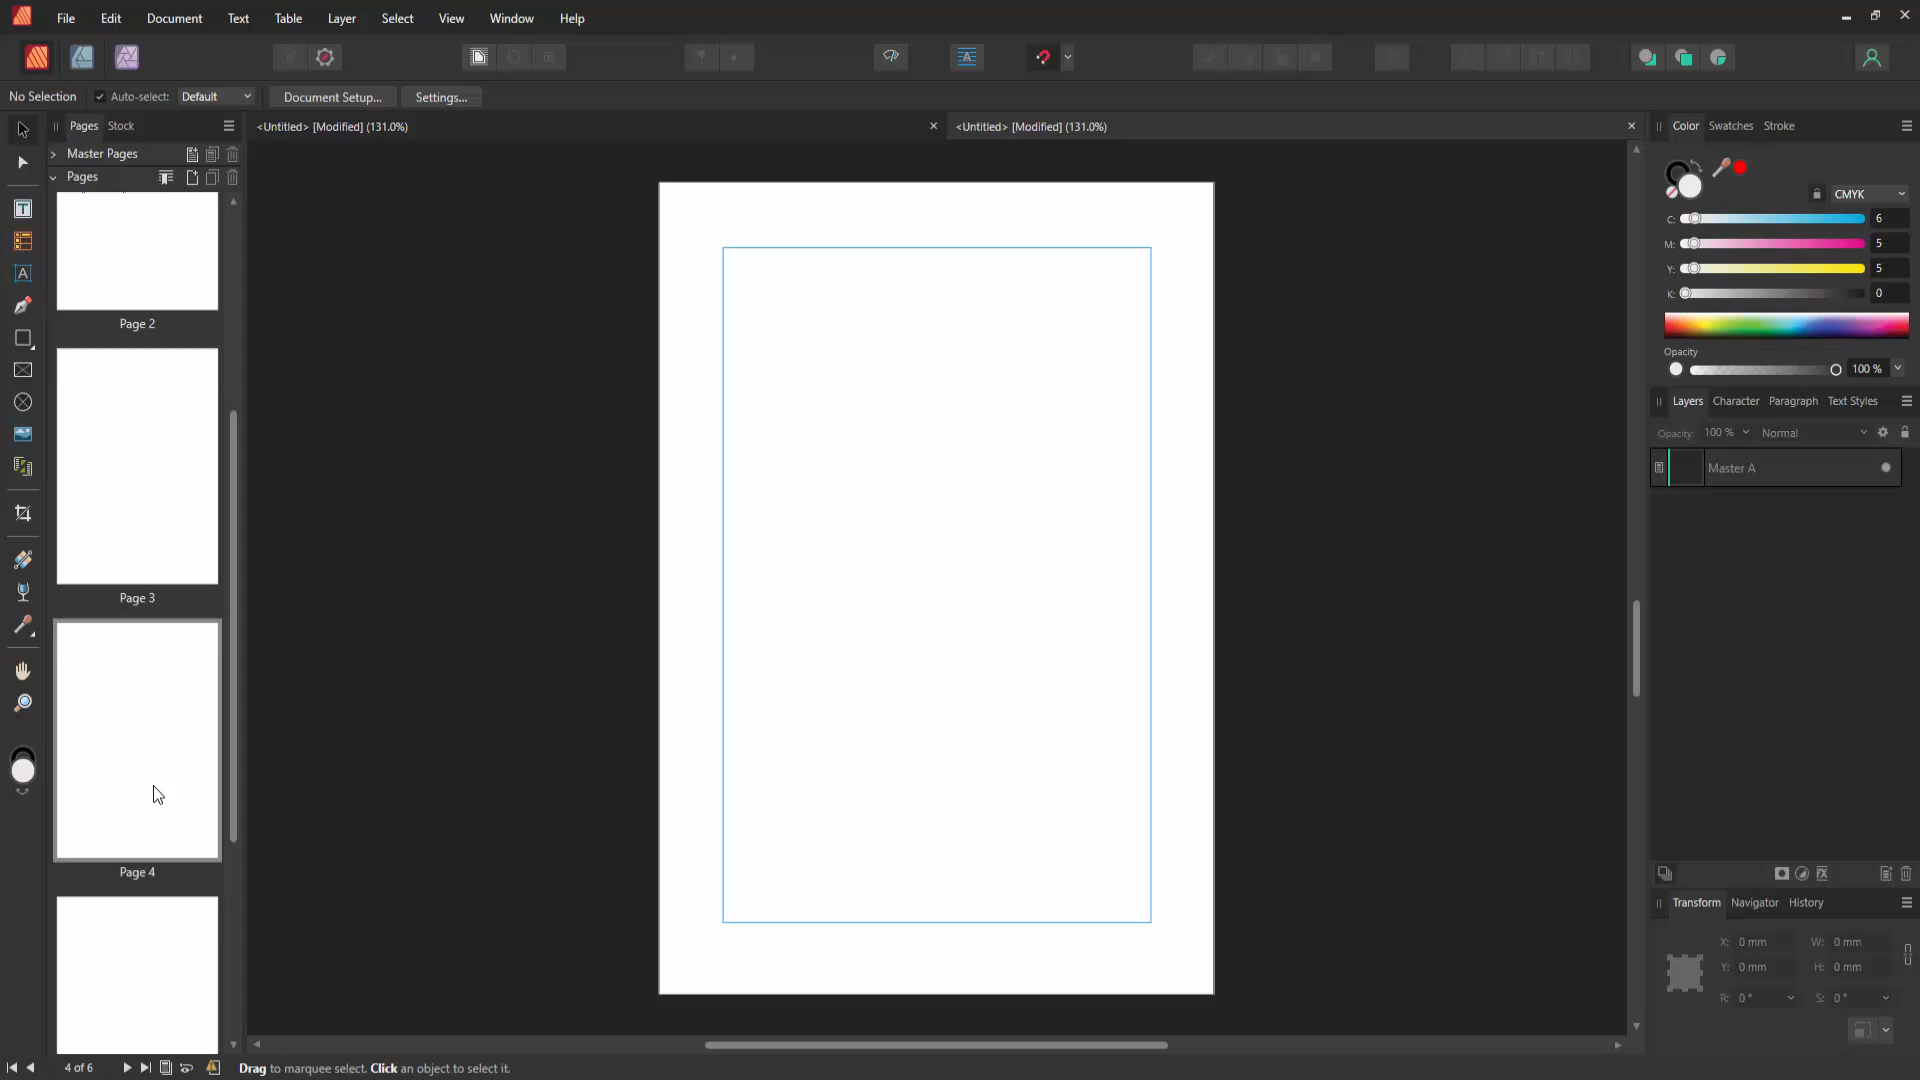 File Edit Document Text Table Layer Select View Window Help
No Selection Auto-select: Default Document Setup... Settings...
Pages Stock
<Untitled> [Modified] (131.0%)
<Untitled> [Modified] (131.0%)
Color Swatches Stroke
Master Pages
Pages
Page 2
Page 3
Page 4
CMYK
C: 6
M: 5
Y: 5
K: 0
Opacity
100 %
Layers Character Paragraph Text Styles
Opacity: 100 % Normal
Master A
Transform Navigator History
X: 0 mm W: 0 mm
Y: 0 mm H: 0 mm
R: 0 ° S: 0 °
4 of 6 Drag to marquee select. Click an object to select it.